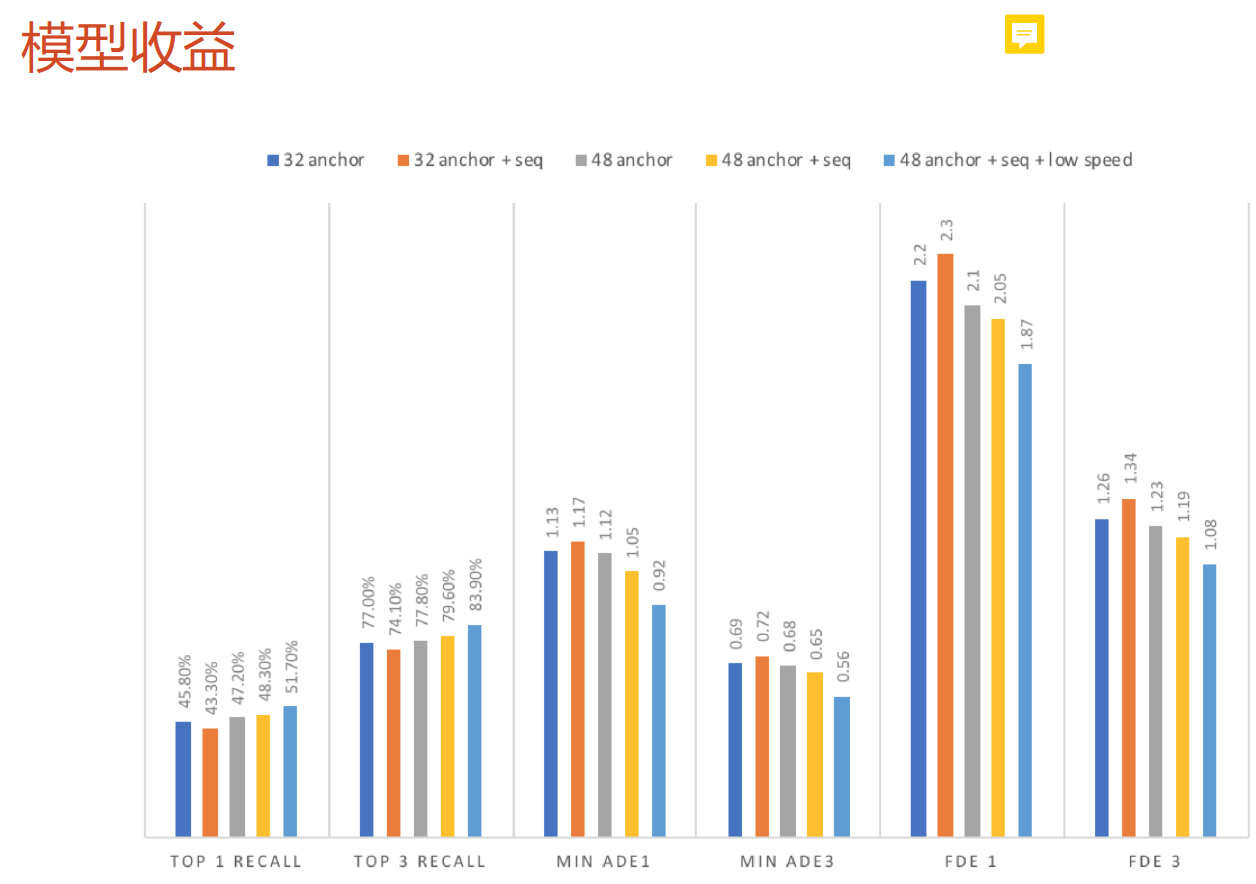 模型收益
32 anchor 32 anchor + seq 48 anchor 48 anchor + seq 48 anchor + seq + low speed
45.80% 43.30% 47.20% 48.30% 51.70%
77.00% 74.10% 77.80% 79.60% 83.90%
1.13 1.17 1.12 1.05 0.92
0.69 0.72 0.68 0.65 0.56
2.2 2.3 2.1 2.05 1.87
1.26 1.34 1.23 1.19 1.08
TOP 1 RECALL TOP 3 RECALL MIN ADE1 MIN ADE3 FDE 1 FDE 3